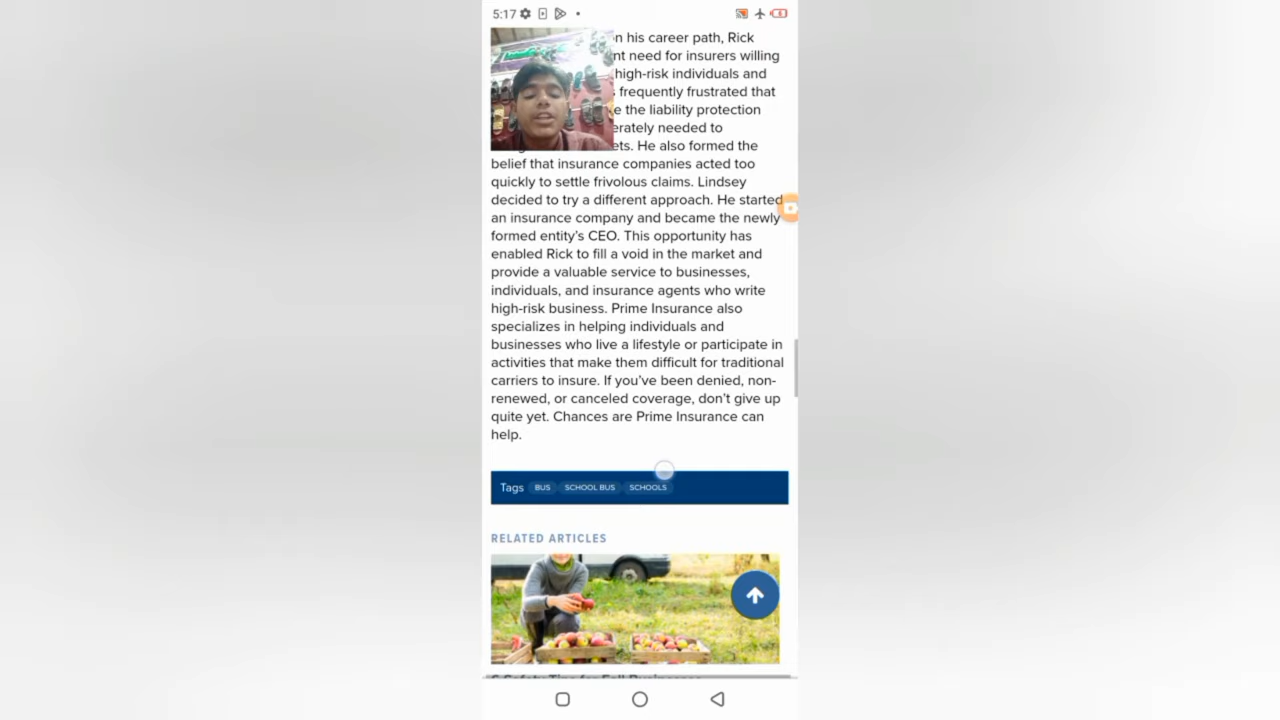 5:17
n his career path, Rick
nt need for insurers willing
high-risk individuals and
frequently frustrated that
e the liability protection
erately needed to
ets. He also formed the
belief that insurance companies acted too
quickly to settle frivolous claims. Lindsey
decided to try a different approach. He started
an insurance company and became the newly
formed entity's CEO. This opportunity has
enabled Rick to fill a void in the market and
provide a valuable service to businesses,
individuals, and insurance agents who write
high-risk business. Prime Insurance also
specializes in helping individuals and
businesses who live a lifestyle or participate in
activities that make them difficult for traditional
carriers to insure. If you've been denied, non-
renewed, or canceled coverage, don't give up
quite yet. Chances are Prime Insurance can
help.
Tags BUS SCHOOL BUS SCHOOLS
RELATED ARTICLES